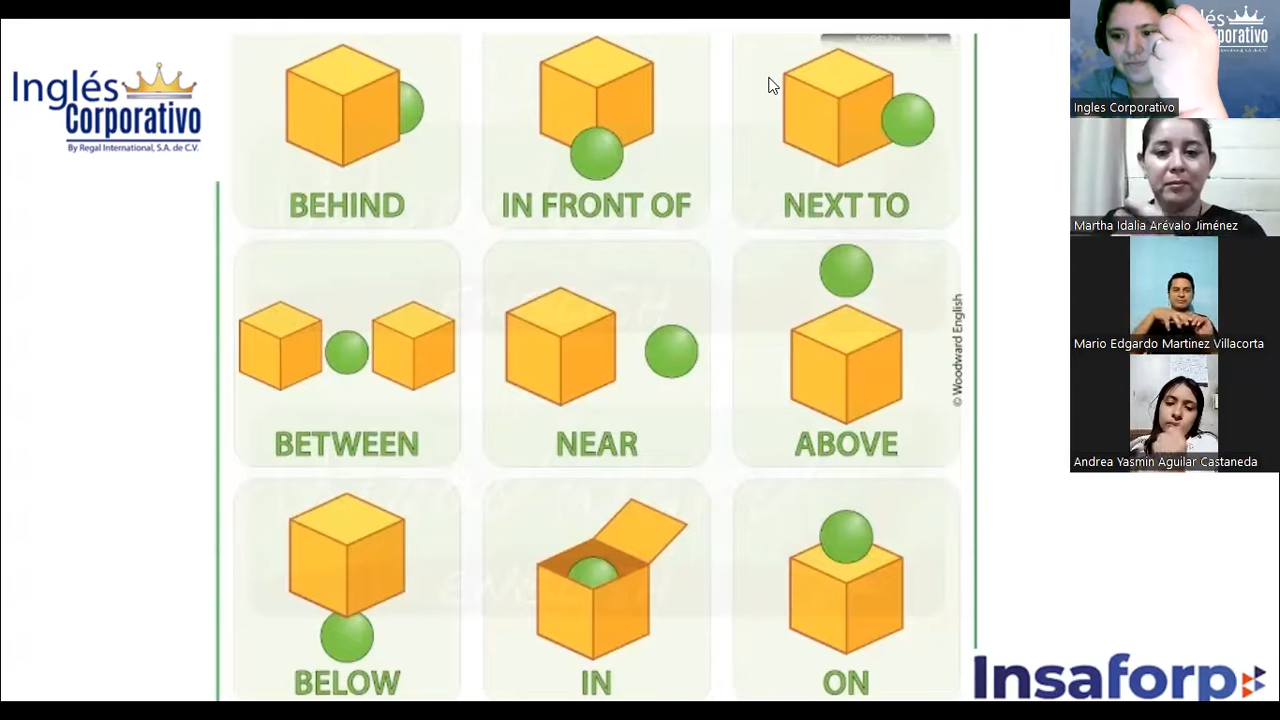 Inglés
Corporativo
By Regal International, S.A. de C.V.
BEHIND
IN FRONT OF
NEXT TO
BETWEEN
NEAR
ABOVE
BELOW
IN
ON
© Woodward English
Insaforp
Ingles Corporativo
Martha Idalia Arévalo Jiménez
Mario Edgardo Martinez Villacorta
Andrea Yasmin Aguilar Castaneda